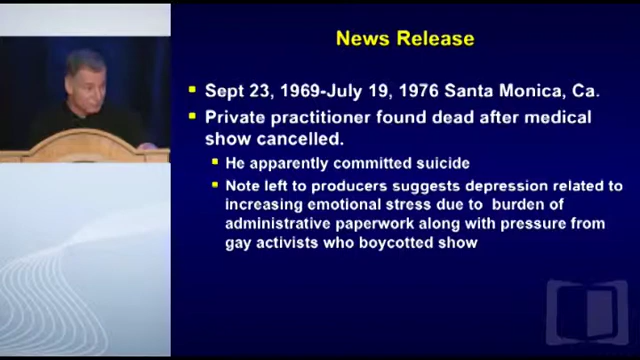 News Release
Sept 23, 1969-July 19, 1976 Santa Monica, Ca.
Private practitioner found dead after medical
show cancelled.
He apparently committed suicide
Note left to producers suggests depression related to
increasing emotional stress due to burden of
administrative paperwork along with pressure from
gay activists who boycotted show